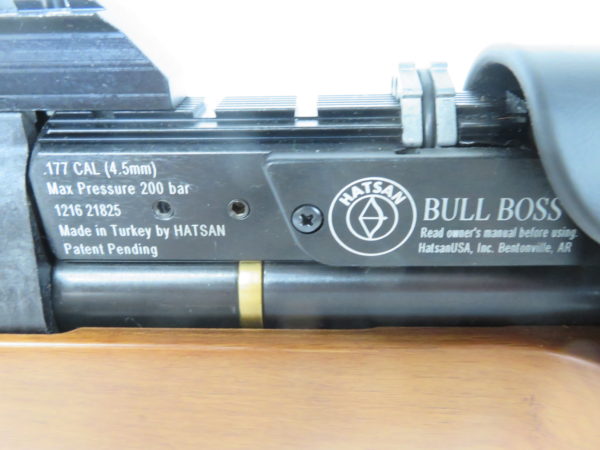 .177 CAL (4.5mm)
Max Pressure 200 bar
1216 21825
Made in Turkey by HATSAN
Patent Pending
HATSAN
BULL BOSS
Read owner's manual before using.
HatsanUSA, Inc. Bentonville, AR